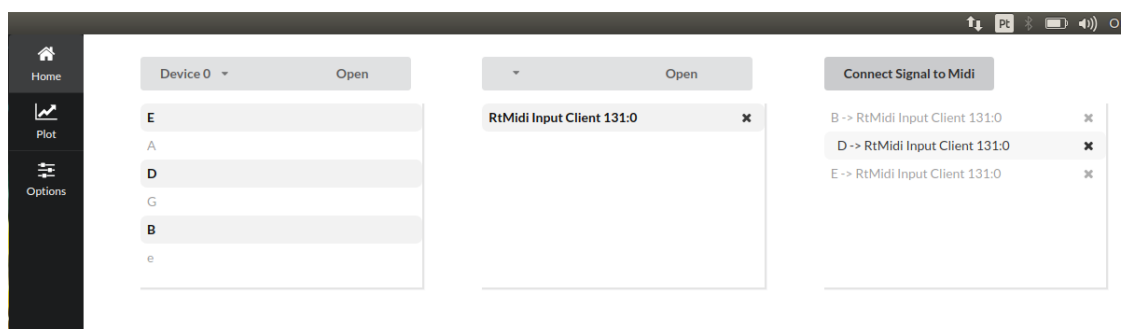 Pt
Home
Plot
Options
Device 0 Open
E
A
D
G
B
e
Open
RtMidi Input Client 131:0
Connect Signal to Midi
B -> RtMidi Input Client 131:0
D -> RtMidi Input Client 131:0
E -> RtMidi Input Client 131:0